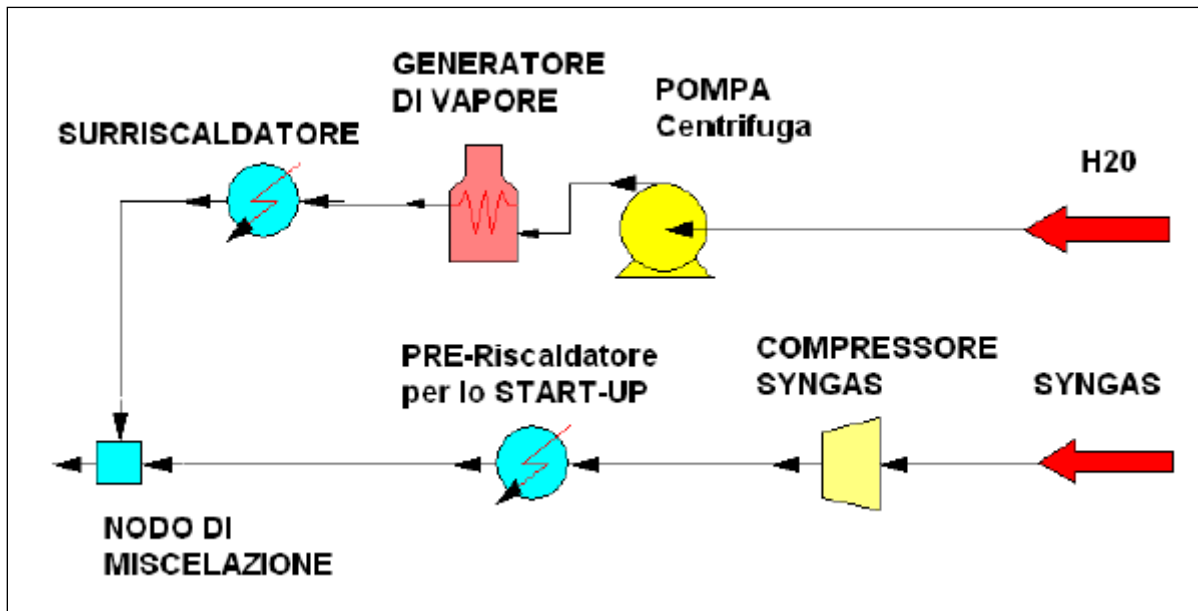 GENERATORE
DI VAPORE
POMPA
Centrifuga
SURRISCALDATORE
H20
PRE-Riscaldatore
per lo START-UP
COMPRESSORE
SYNGAS
SYNGAS
NODO DI
MISCELAZIONE